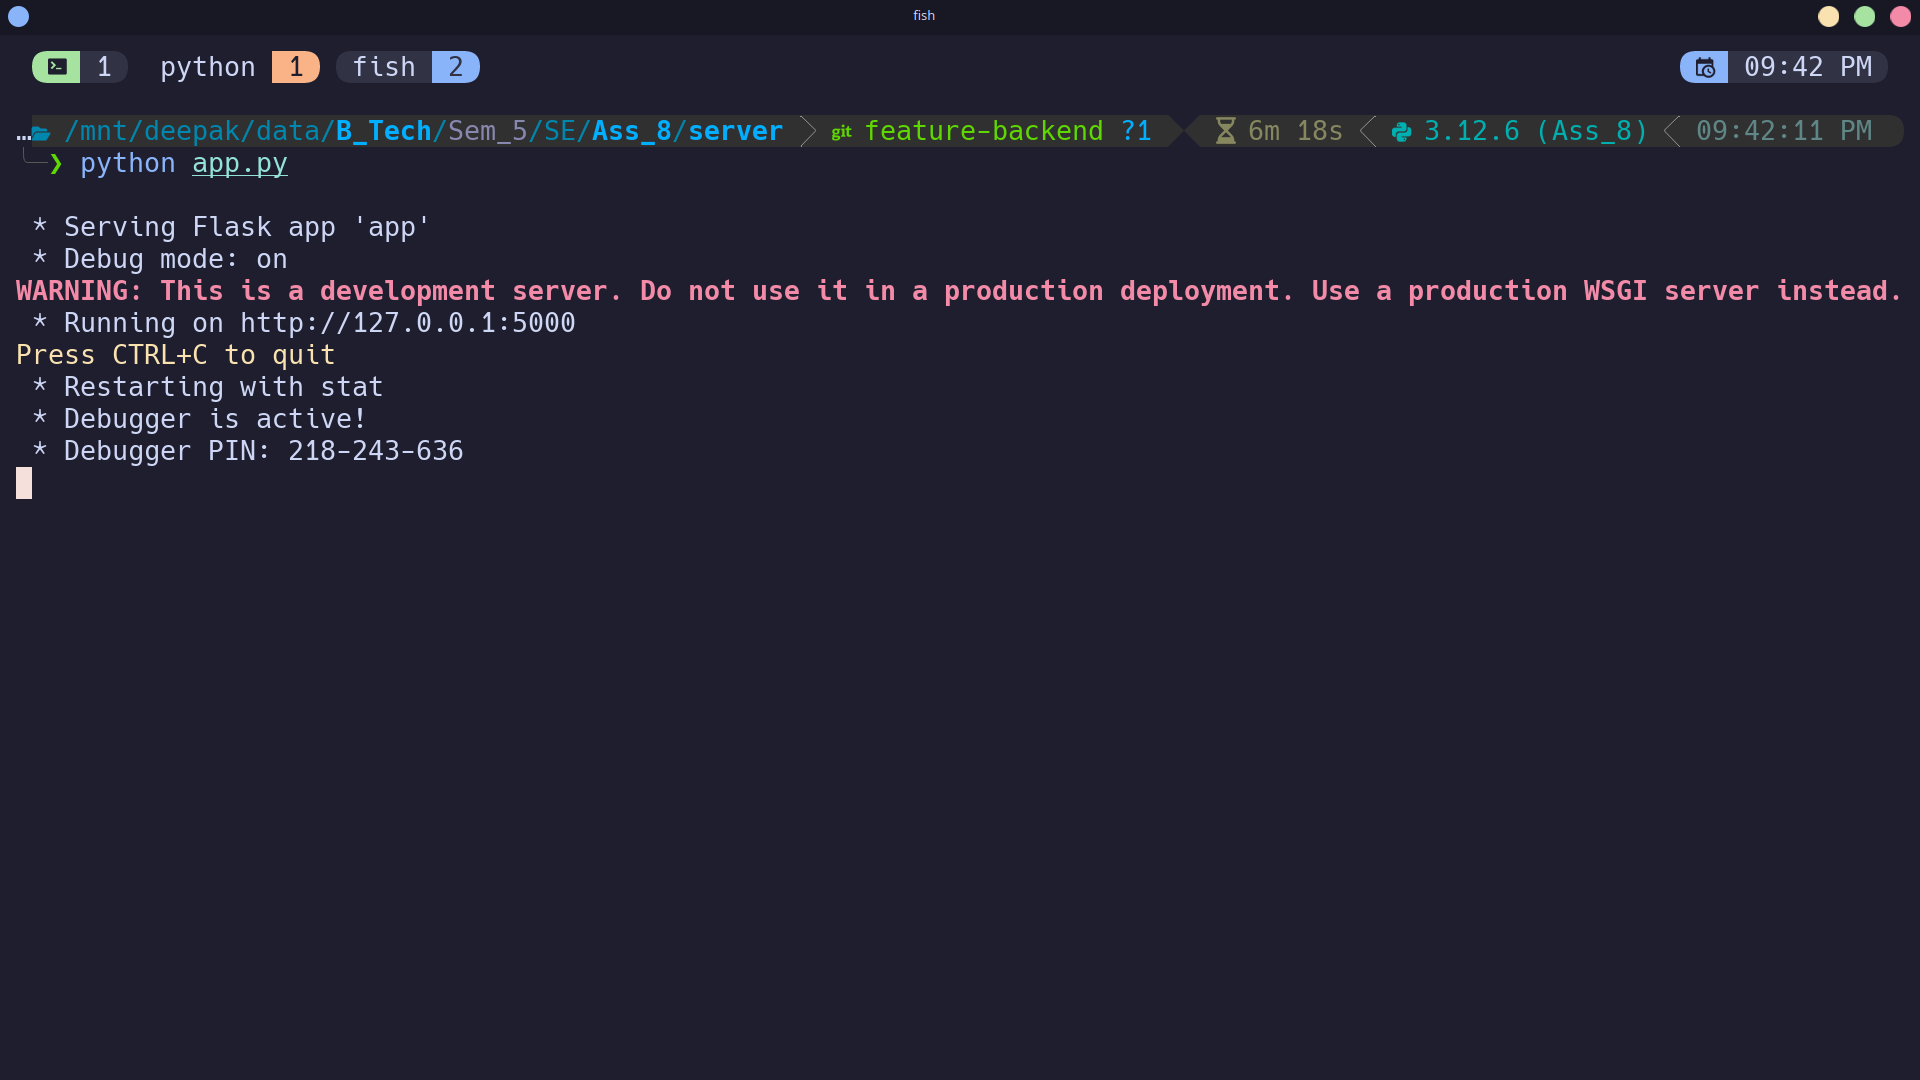 fish
1 python 1 fish 2 09:42 PM
… /mnt/deepak/data/B_Tech/Sem_5/SE/Ass_8/server git feature-backend ?1 6m 18s 3.12.6 (Ass_8) 09:42:11 PM
❯ python app.py
* Serving Flask app 'app'
* Debug mode: on
WARNING: This is a development server. Do not use it in a production deployment. Use a production WSGI server instead.
* Running on http://127.0.0.1:5000
Press CTRL+C to quit
* Restarting with stat
* Debugger is active!
* Debugger PIN: 218-243-636